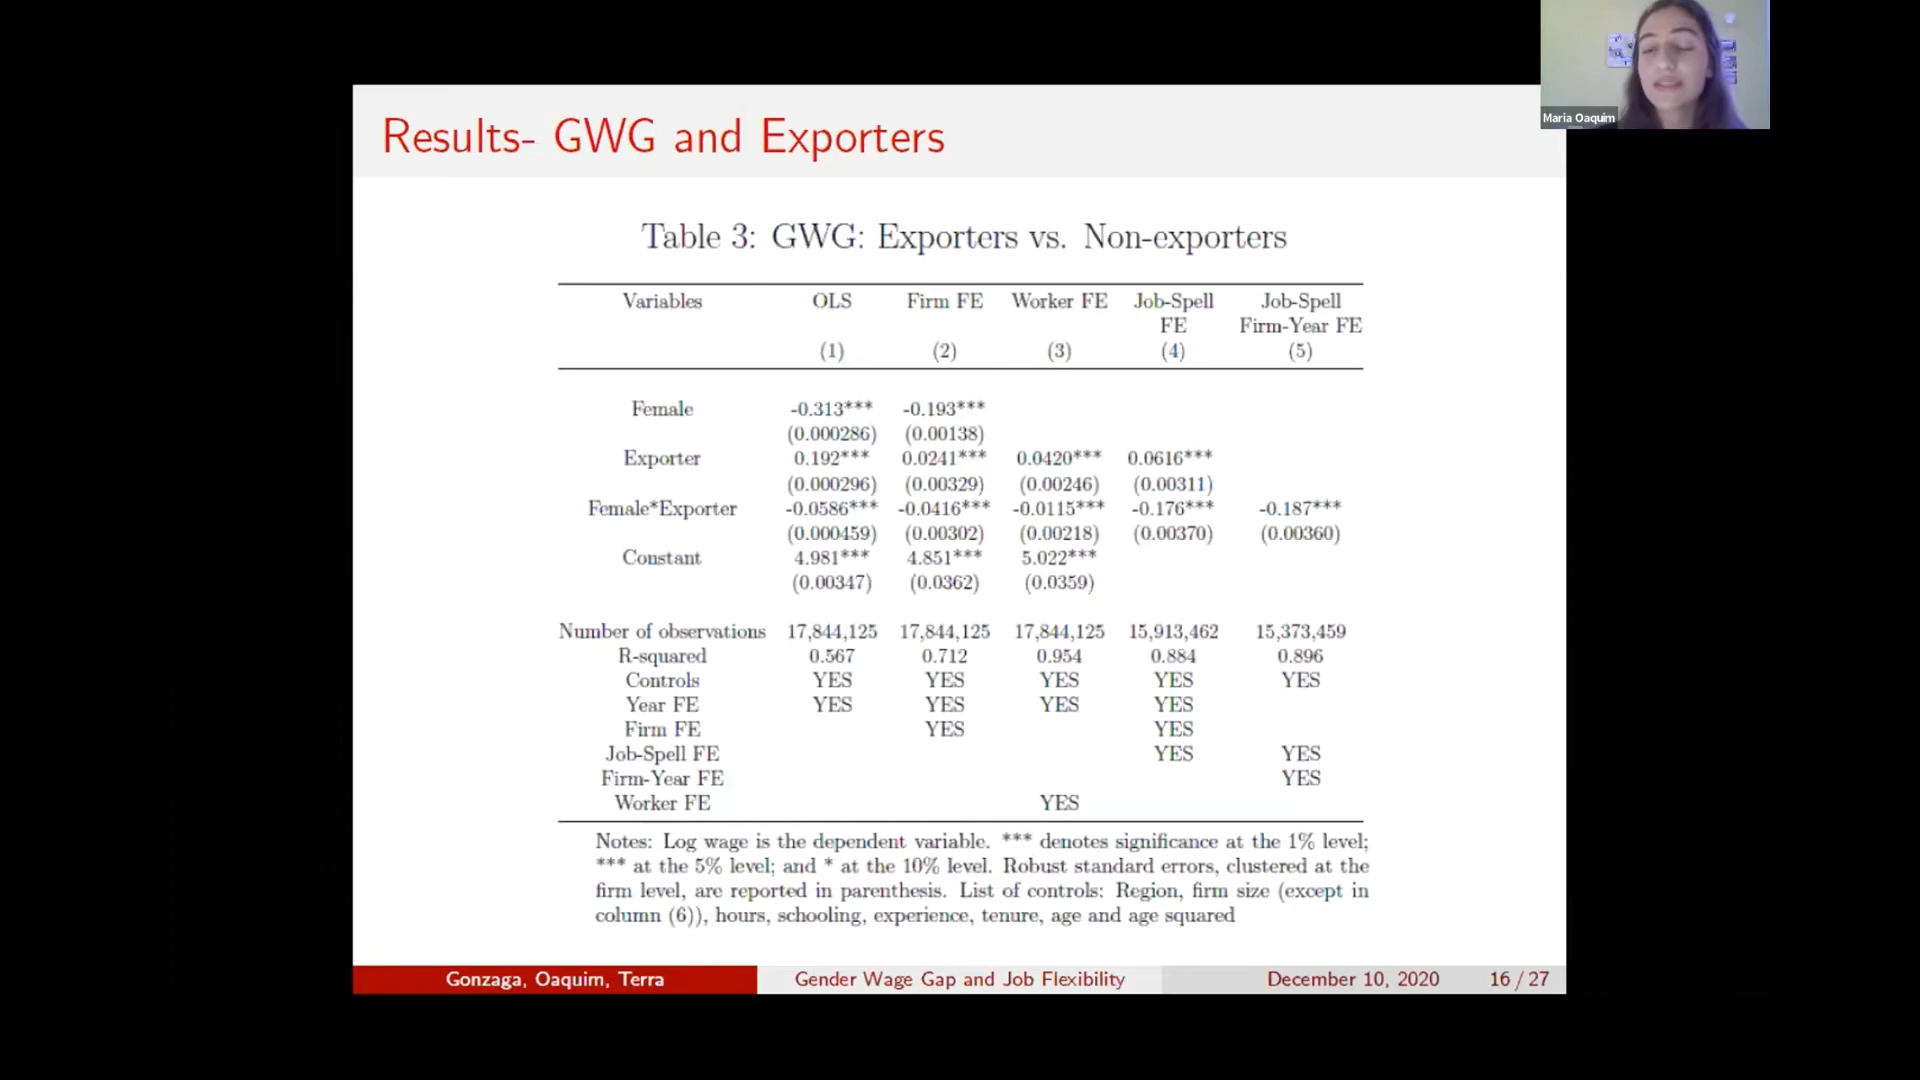 Maria Oaquim
Results- GWG and Exporters
Table 3: GWG: Exporters vs. Non-exporters
Variables OLS Firm FE Worker FE Job-Spell Job-Spell
FE Firm-Year FE
(1) (2) (3) (4) (5)
Female -0.313*** -0.193***
(0.000286) (0.00138)
Exporter 0.192*** 0.0241*** 0.0420*** 0.0616***
(0.000296) (0.00329) (0.00246) (0.00311)
Female*Exporter -0.0586*** -0.0416*** -0.0115*** -0.176*** -0.187***
(0.000459) (0.00302) (0.00218) (0.00370) (0.00360)
Constant 4.981*** 4.851*** 5.022***
(0.00347) (0.0362) (0.0359)
Number of observations 17,844,125 17,844,125 17,844,125 15,913,462 15,373,459
R-squared 0.567 0.712 0.954 0.884 0.896
Controls YES YES YES YES YES
Year FE YES YES YES YES
Firm FE YES YES
Job-Spell FE YES YES
Firm-Year FE YES
Worker FE YES
Notes: Log wage is the dependent variable. *** denotes significance at the 1% level;
*** at the 5% level; and * at the 10% level. Robust standard errors, clustered at the
firm level, are reported in parenthesis. List of controls: Region, firm size (except in
column (6)), hours, schooling, experience, tenure, age and age squared
Gonzaga, Oaquim, Terra Gender Wage Gap and Job Flexibility December 10, 2020 16 / 27